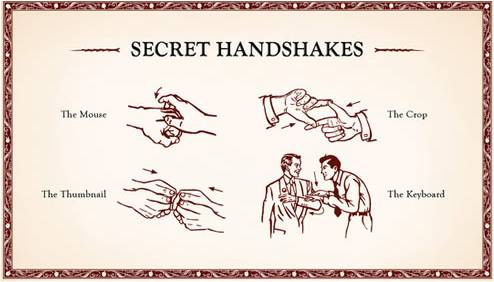 SECRET HANDSHAKES
The Mouse
The Crop
The Thumbnail
The Keyboard